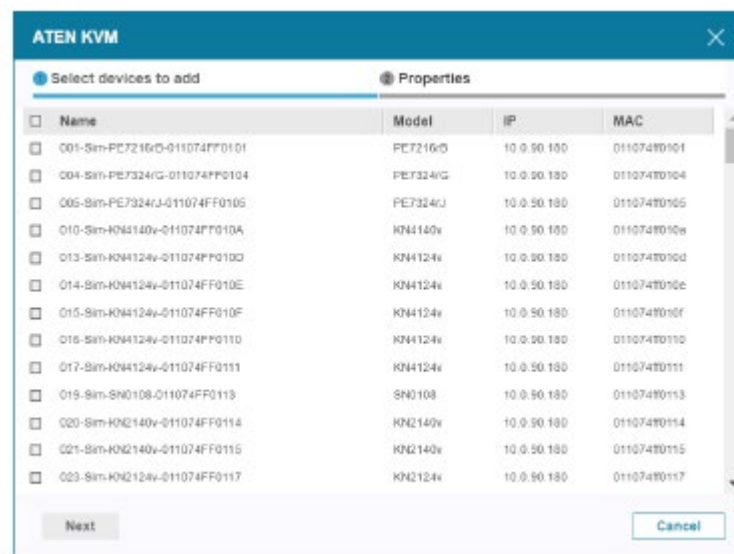 ATEN KVM
1 Select devices to add 2 Properties
Name Model IP MAC
001-Sim-PE7216rB-011074FF0101 PE7216rB 10.0.90.180 011074ff0101
004-Sim-PE7324rG-011074FF0104 PE7324rG 10.0.90.180 011074ff0104
005-Sim-PE7324rJ-011074FF0105 PE7324rJ 10.0.90.180 011074ff0105
010-Sim-KN4140v-011074FF010A KN4140v 10.0.90.180 011074ff010a
013-Sim-KN4124v-011074FF010D KN4124v 10.0.90.180 011074ff010d
014-Sim-KN4124v-011074FF010E KN4124v 10.0.90.180 011074ff010e
015-Sim-KN4124v-011074FF010F KN4124v 10.0.90.180 011074ff010f
016-Sim-KN4124v-011074FF0110 KN4124v 10.0.90.180 011074ff0110
017-Sim-KN4124v-011074FF0111 KN4124v 10.0.90.180 011074ff0111
019-Sim-SN0108-011074FF0113 SN0108 10.0.90.180 011074ff0113
020-Sim-KN2140v-011074FF0114 KN2140v 10.0.90.180 011074ff0114
021-Sim-KN2140v-011074FF0115 KN2140v 10.0.90.180 011074ff0115
023-Sim-KN2124v-011074FF0117 KN2124v 10.0.90.180 011074ff0117
Next Cancel